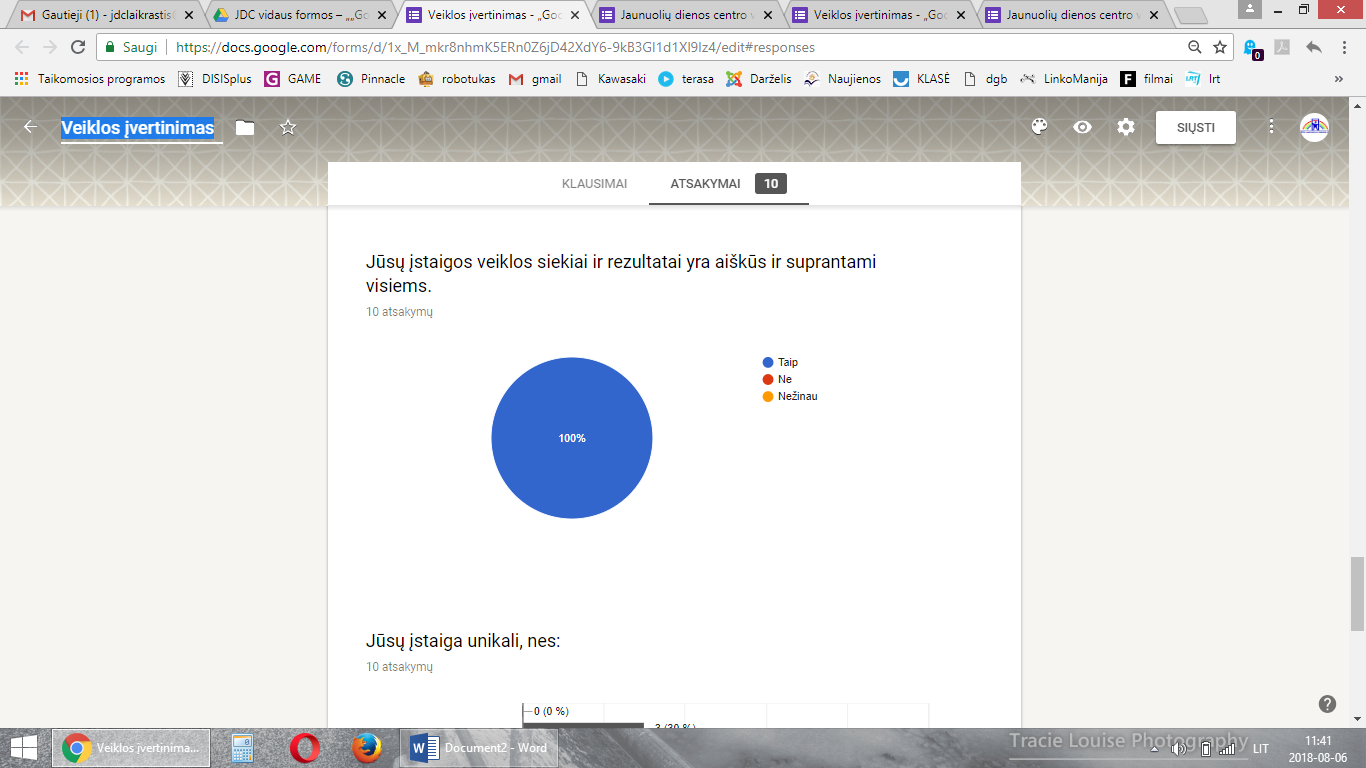 Gautieji (1) - jdclaikrastis
JDC vidaus formos – „Goo
Veiklos įvertinimas - „Goo
Jaunuolių dienos centro v
Veiklos įvertinimas - „Goo
Jaunuolių dienos centro v
Saugi
https://docs.google.com/forms/d/1x_M_mkr8nhmK5ERn0Z6jD42XdY6-9kB3Gl1d1Xl9Iz4/edit#responses
0
Taikomosios programos
DISISplus
GAME
Pinnacle
robotukas
gmail
Kawasaki
terasa
Darželis
Naujienos
KLASĖ
dgb
LinkoManija
filmai
lrt
»
Veiklos įvertinimas
SIŲSTI
KLAUSIMAI
ATSAKYMAI 10
Jūsų įstaigos veiklos siekiai ir rezultatai yra aiškūs ir suprantami
visiems.
10 atsakymų
Taip
Ne
Nežinau
100%
Jūsų įstaiga unikali, nes:
10 atsakymų
0 (0 %)
3 (30 %)
Veiklos įvertinima...
Document2 - Word
Tracie Louise Photography
LIT
11:41
2018-08-06